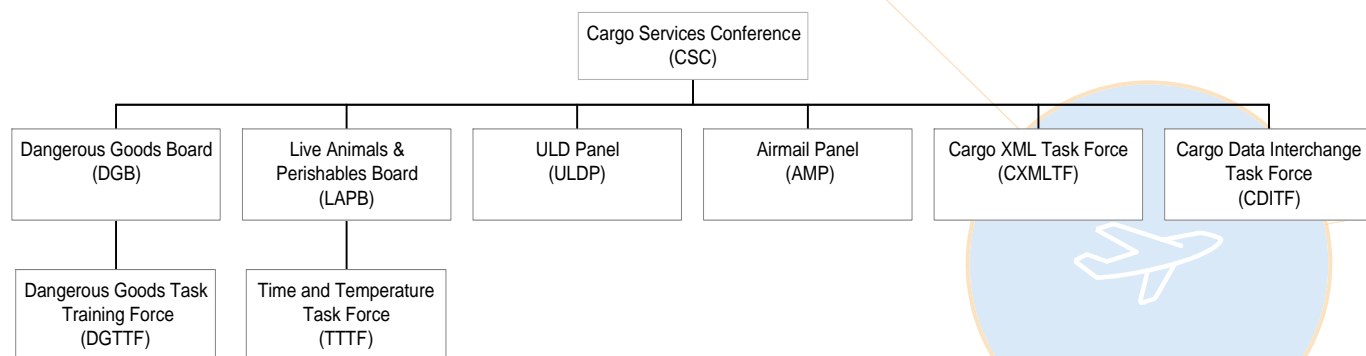 Cargo Services Conference
(CSC)
Dangerous Goods Board
(DGB)
Live Animals &
Perishables Board
(LAPB)
ULD Panel
(ULDP)
Airmail Panel
(AMP)
Cargo XML Task Force
(CXMLTF)
Cargo Data Interchange
Task Force
(CDITF)
Dangerous Goods Task
Training Force
(DGTTF)
Time and Temperature
Task Force
(TTTF)